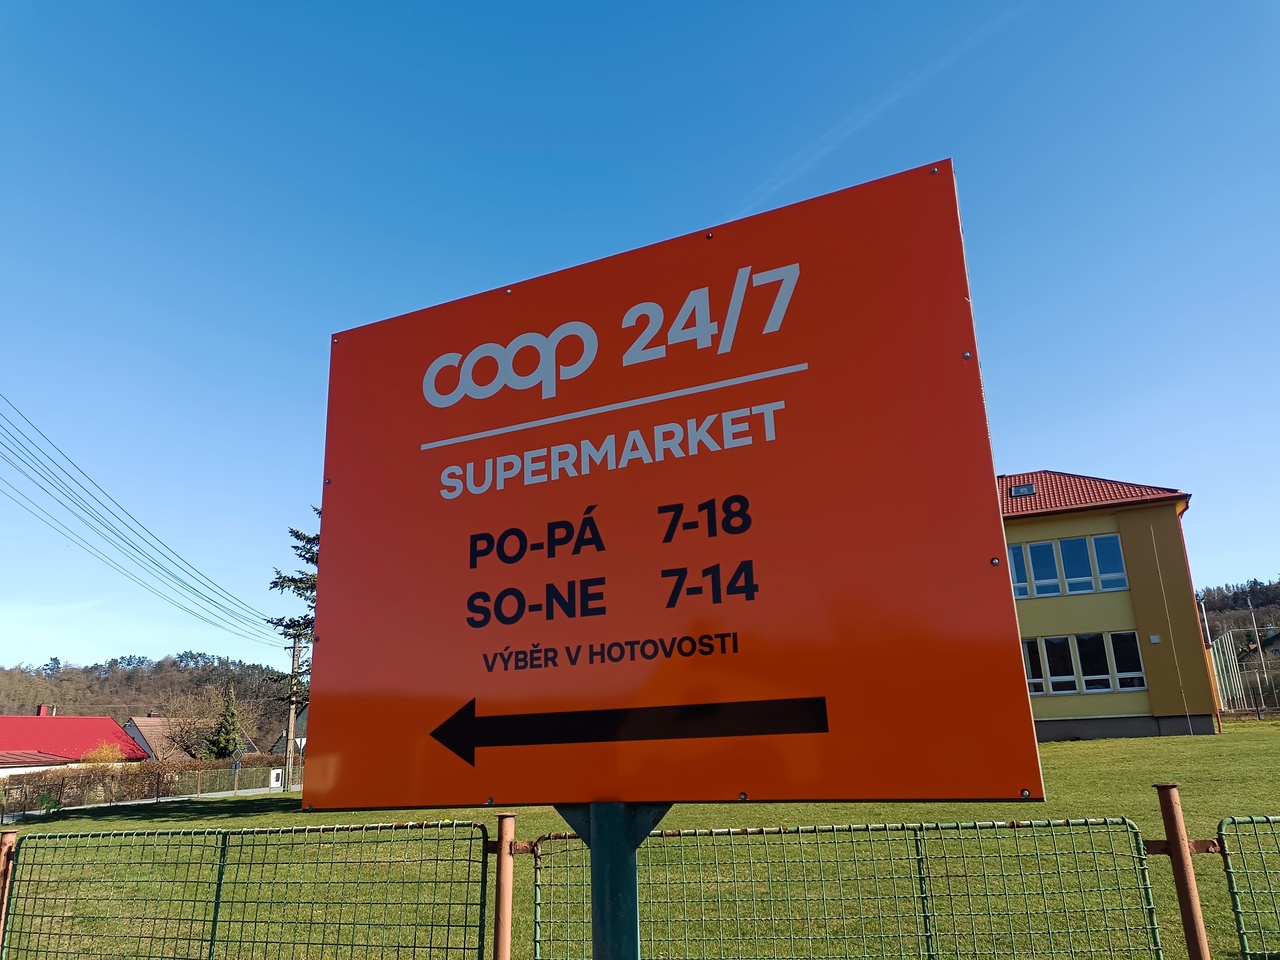 coop 24/7
SUPERMARKET
PO-PÁ 7-18
SO-NE 7-14
VÝBĚR V HOTOVOSTI